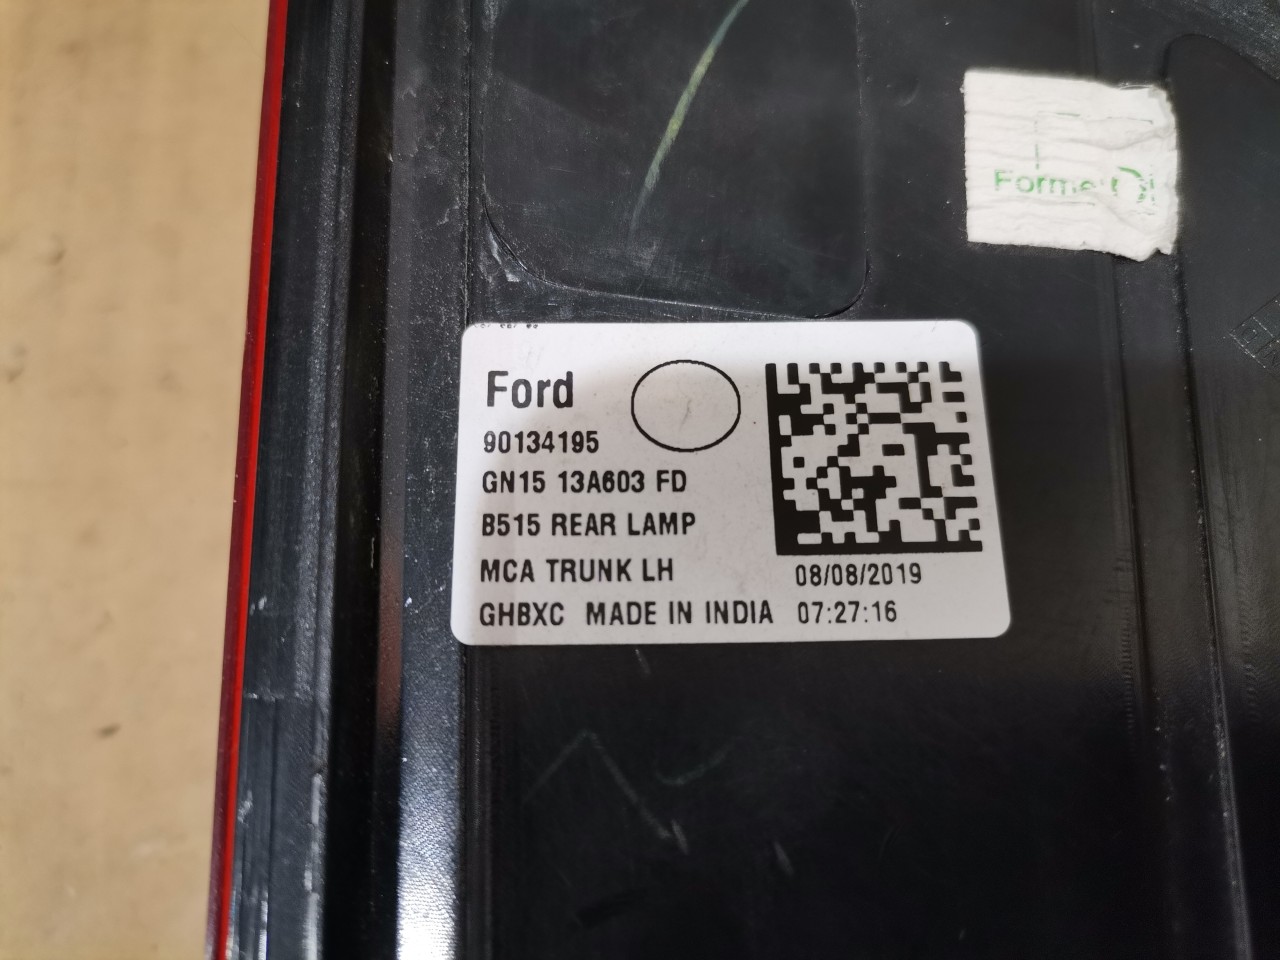 Forme
Ford
90134195
GN15 13A603 FD
B515 REAR LAMP
MCA TRUNK LH
08/08/2019
GHBXC MADE IN INDIA
07:27:16